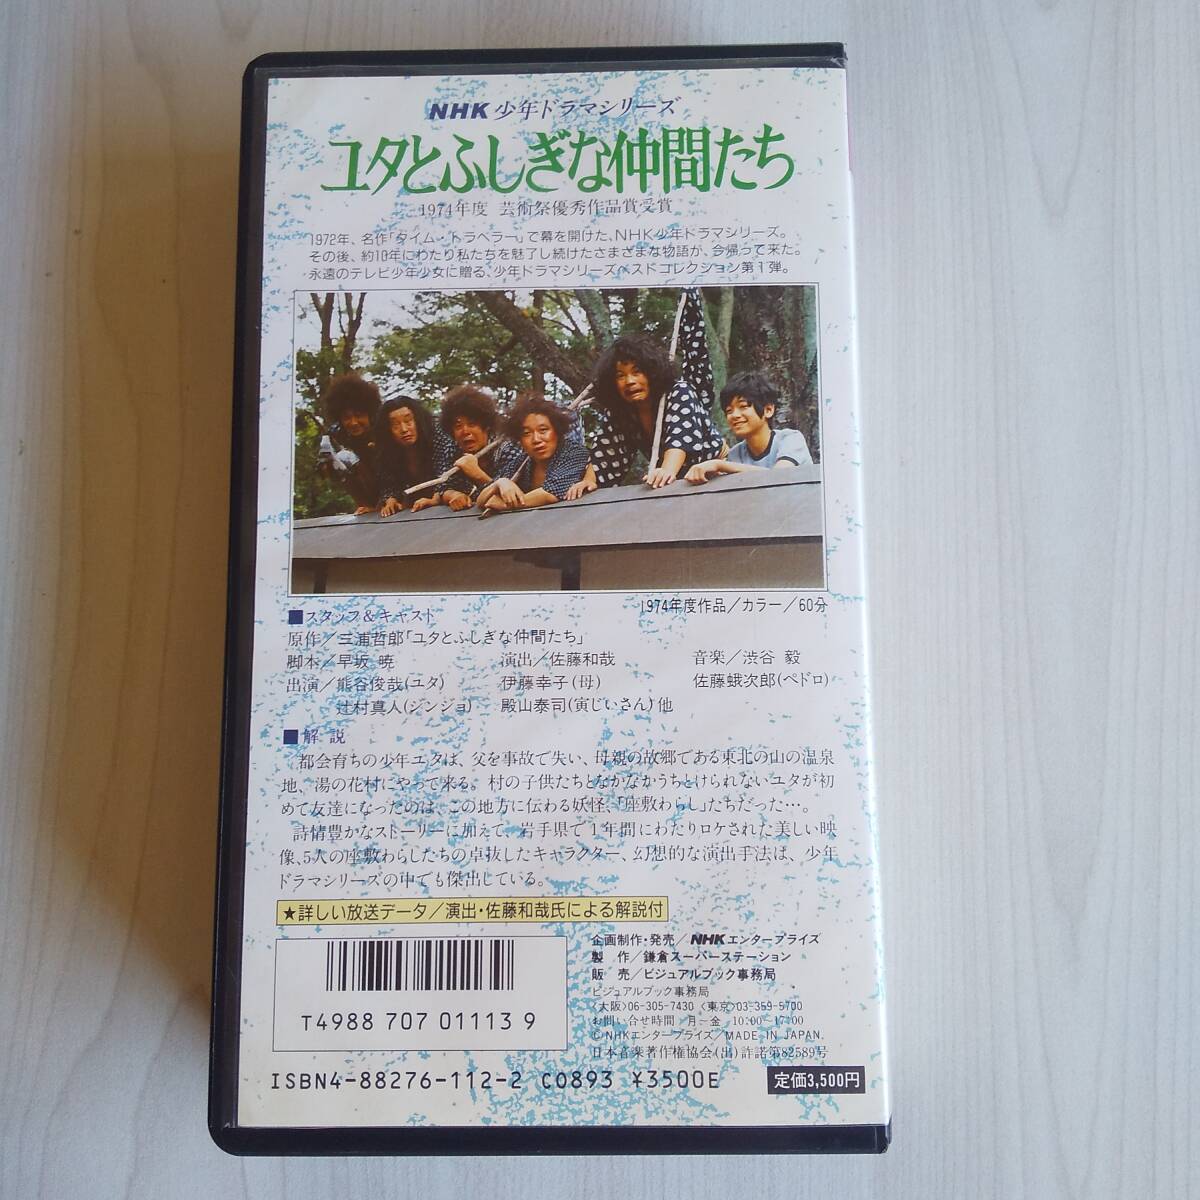 NHK 少年ドラマシリーズ
ユタとふしぎな仲間たち
1974年度 芸術祭優秀作品賞受賞
1972年、名作「タイム・トラベラー」で幕を開けた、NHK少年ドラマシリーズ。
その後、約10年にわたり私たちを魅了し続けたさまざまな物語が、今帰って来た。
永遠のテレビ少年少女に贈る、少年ドラマシリーズベストコレクション第1弾。
1974年度作品／カラー／60分
■スタッフ＆キャスト
原作／三浦哲郎「ユタとふしぎな仲間たち」
脚本／早坂 暁 演出／佐藤和哉 音楽／渋谷 毅
出演／熊谷俊哉(ユタ) 伊藤幸子(母) 佐藤蛾次郎(ペドロ)
辻村真人(ジンジョ) 殿山泰司(寅じいさん)他
■解 説
都会育ちの少年ユタは、父を事故で失い、母親の故郷である東北の山の温泉
地、湯の花村にやって来る。村の子供たちとなかなかうちとけられないユタが初
めて友達になったのは、この地方に伝わる妖怪、「座敷わらし」たちだった…。
詩情豊かなストーリーに加えて、岩手県で1年間にわたりロケされた美しい映
像、5人の座敷わらしたちの卓抜したキャラクター、幻想的な演出手法は、少年
ドラマシリーズの中でも傑出している。
★詳しい放送データ／演出・佐藤和哉氏による解説付
企画制作・発売／NHKエンタープライズ
製 作／鎌倉スーパーステーション
販 売／ビジュアルブック事務局
ビジュアルブック事務局
〈大阪〉06-305-7430 〈東京〉03-359-5700
お問い合せ時間 月—金 10:00〜17:00
©NHKエンタープライズ／MADE IN JAPAN.
日本音楽著作権協会(出)許諾第82589号
T4988 707 01113 9
ISBN4-88276-112-2 C0893 ¥3500E
定価3,500円